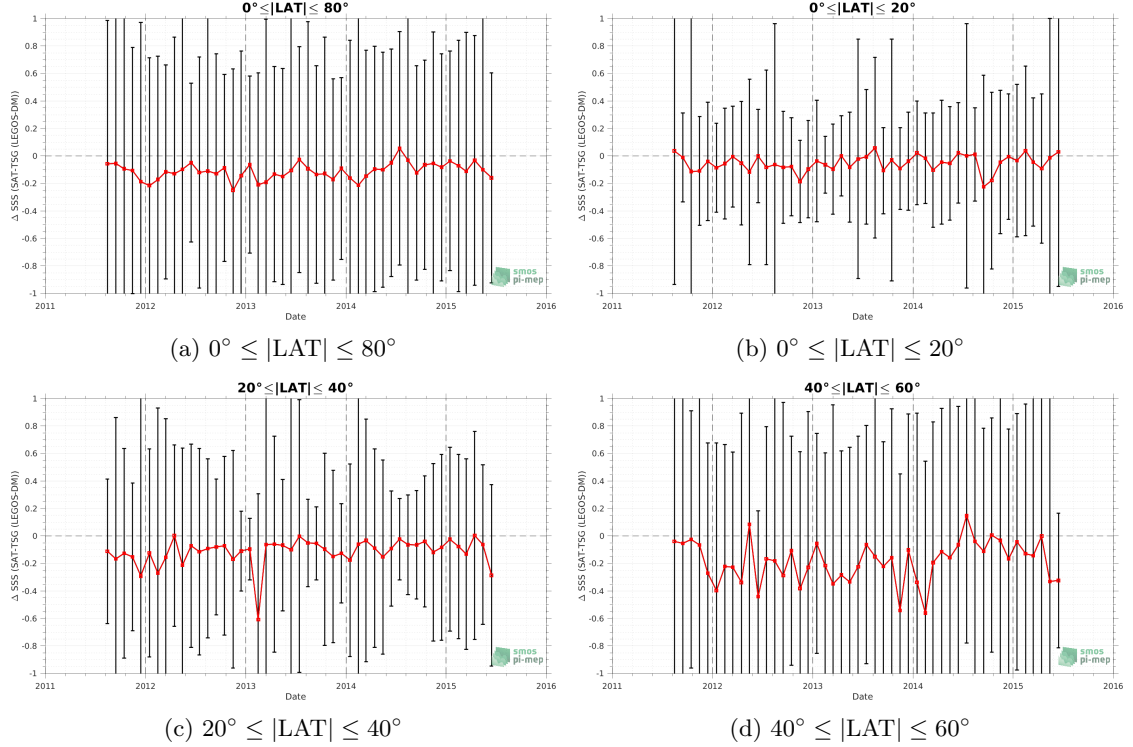 0°≤|LAT|≤ 80°
1
0.8
0.6
0.4
0.2
0
-0.2
-0.4
-0.6
-0.8
-1
Δ SSS (SAT-TSG (LEGOS-DM))
2011
2012
2013
2014
2015
2016
Date
smos
pi-mep
(a) 0° ≤ |LAT| ≤ 80°
0°≤|LAT|≤ 20°
1
0.8
0.6
0.4
0.2
0
-0.2
-0.4
-0.6
-0.8
-1
Δ SSS (SAT-TSG (LEGOS-DM))
2011
2012
2013
2014
2015
2016
Date
smos
pi-mep
(b) 0° ≤ |LAT| ≤ 20°
20°≤|LAT|≤ 40°
1
0.8
0.6
0.4
0.2
0
-0.2
-0.4
-0.6
-0.8
-1
Δ SSS (SAT-TSG (LEGOS-DM))
2011
2012
2013
2014
2015
2016
Date
smos
pi-mep
(c) 20° ≤ |LAT| ≤ 40°
40°≤|LAT|≤ 60°
1
0.8
0.6
0.4
0.2
0
-0.2
-0.4
-0.6
-0.8
-1
Δ SSS (SAT-TSG (LEGOS-DM))
2011
2012
2013
2014
2015
2016
Date
smos
pi-mep
(d) 40° ≤ |LAT| ≤ 60°